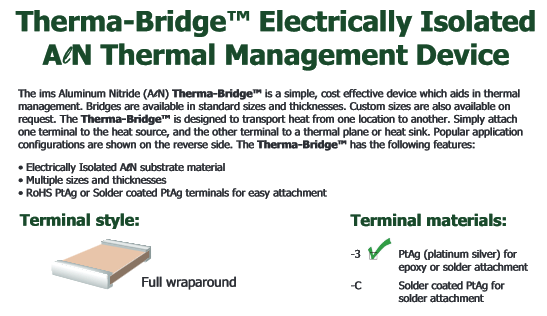 Therma-Bridge™ Electrically Isolated
AℓN Thermal Management Device
The ims Aluminum Nitride (AℓN) Therma-Bridge™ is a simple, cost effective device which aids in thermal
management. Bridges are available in standard sizes and thicknesses. Custom sizes are also available on
request. The Therma-Bridge™ is designed to transport heat from one location to another. Simply attach
one terminal to the heat source, and the other terminal to a thermal plane or heat sink. Popular application
configurations are shown on the reverse side. The Therma-Bridge™ has the following features:
• Electrically Isolated AℓN substrate material
• Multiple sizes and thicknesses
• RoHS PtAg or Solder coated PtAg terminals for easy attachment
Terminal style:
Full wraparound
Terminal materials:
-3 ✓ PtAg (platinum silver) for
epoxy or solder attachment
-C Solder coated PtAg for
solder attachment